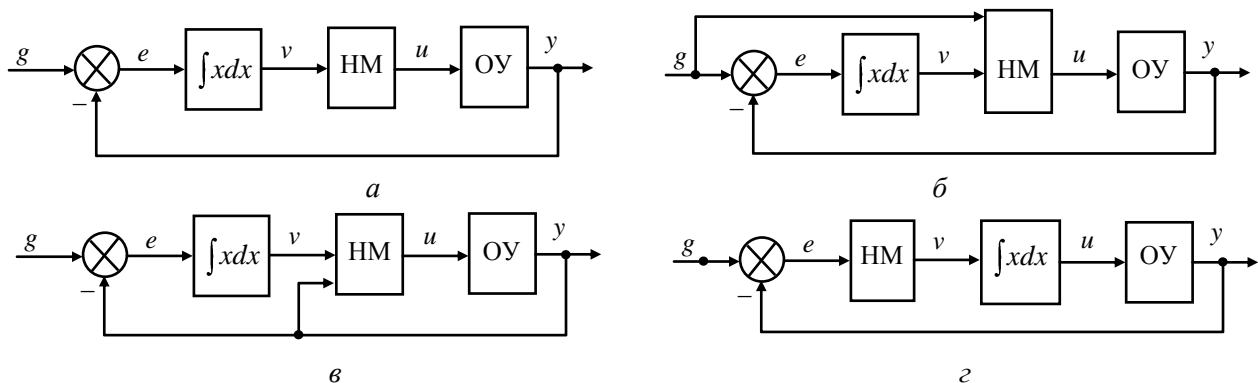 g e ∫xdx v НМ u ОУ y
−
а
g e ∫xdx v НМ u ОУ y
−
б
g e ∫xdx v НМ u ОУ y
−
в
g e НМ v ∫xdx u ОУ y
−
г